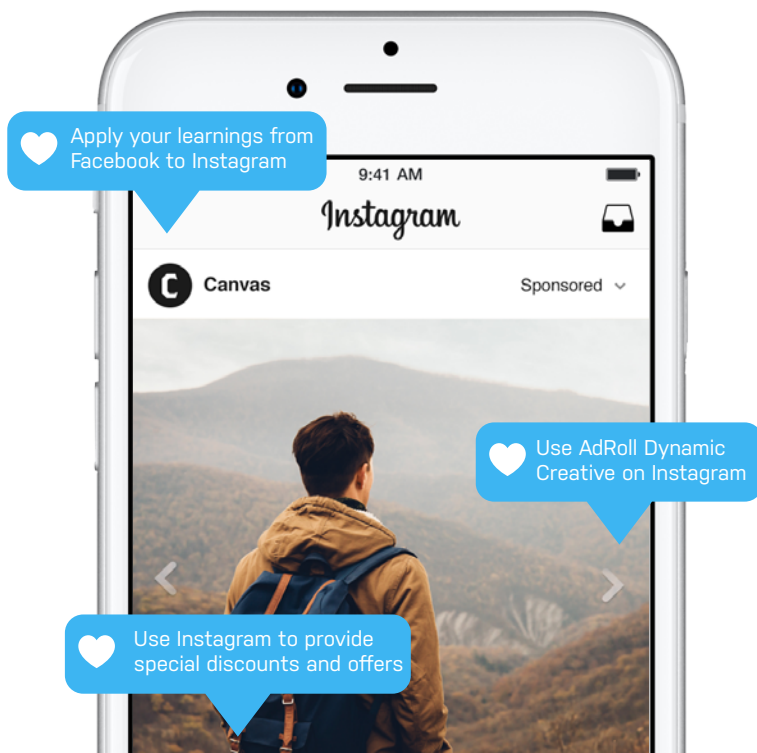 Apply your learnings from
Facebook to Instagram
9:41 AM
Instagram
C Canvas
Sponsored
Use AdRoll Dynamic
Creative on Instagram
Use Instagram to provide
special discounts and offers